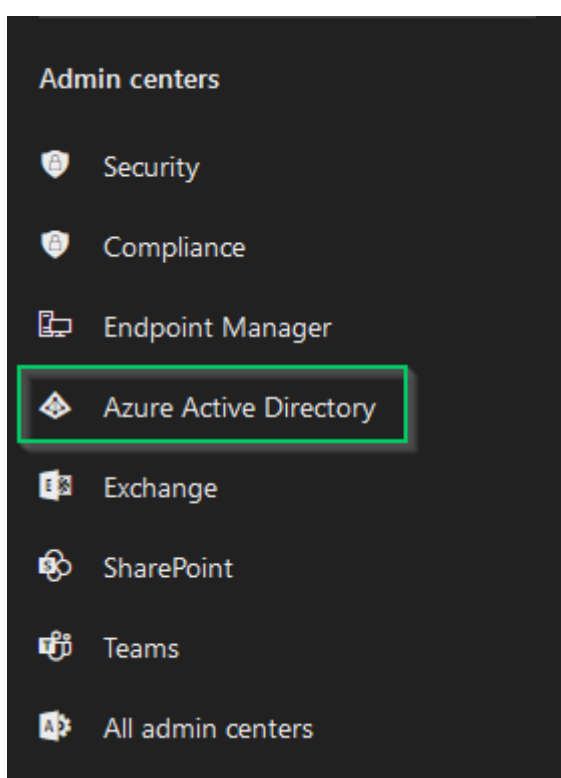 Admin centers
Security
Compliance
Endpoint Manager
Azure Active Directory
Exchange
SharePoint
Teams
All admin centers